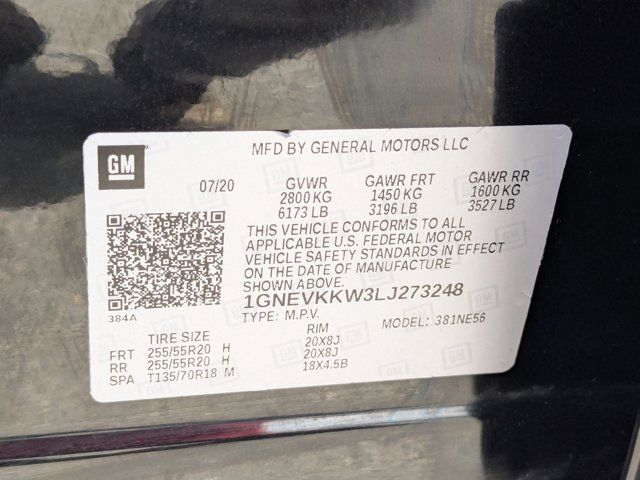 GM
MFD BY GENERAL MOTORS LLC
07/20 GVWR GAWR FRT GAWR RR
2800 KG 1450 KG 1600 KG
6173 LB 3196 LB 3527 LB
THIS VEHICLE CONFORMS TO ALL
APPLICABLE U.S. FEDERAL MOTOR
VEHICLE SAFETY STANDARDS IN EFFECT
ON THE DATE OF MANUFACTURE
SHOWN ABOVE.
1GNEVKKW3LJ273248
384A
TYPE: M.P.V. MODEL: 381NE56
TIRE SIZE RIM
FRT 255/55R20 H 20X8J
RR 255/55R20 H 20X8J
SPA T135/70R18 M 18X4.5B